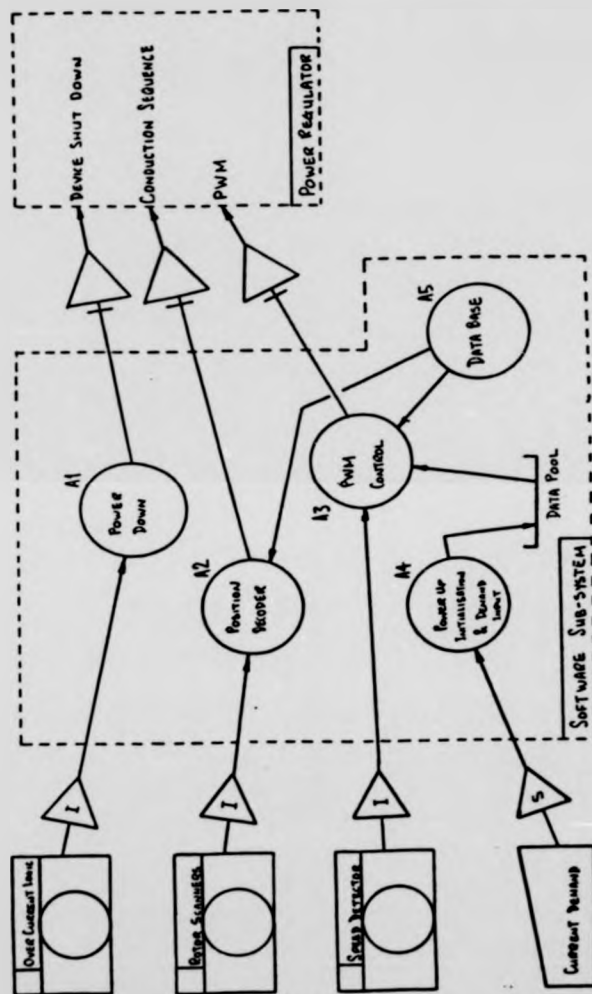 OVER CURRENT LOGIC
I
POWER
DOWN
A1
DEVICE SHUT DOWN
ROTOR SCANNERS
I
POSITION
DECODER
A2
CONDUCTION SEQUENCE
SPEED DETECTOR
I
A3
PWM
CONTROL
PWM
POWER REGULATOR
CURRENT DEMAND
S
A4
POWER UP
INITIALISATION
& DEMAND
INPUT
DATA POOL
DATA BASE
A5
SOFTWARE SUB-SYSTEM